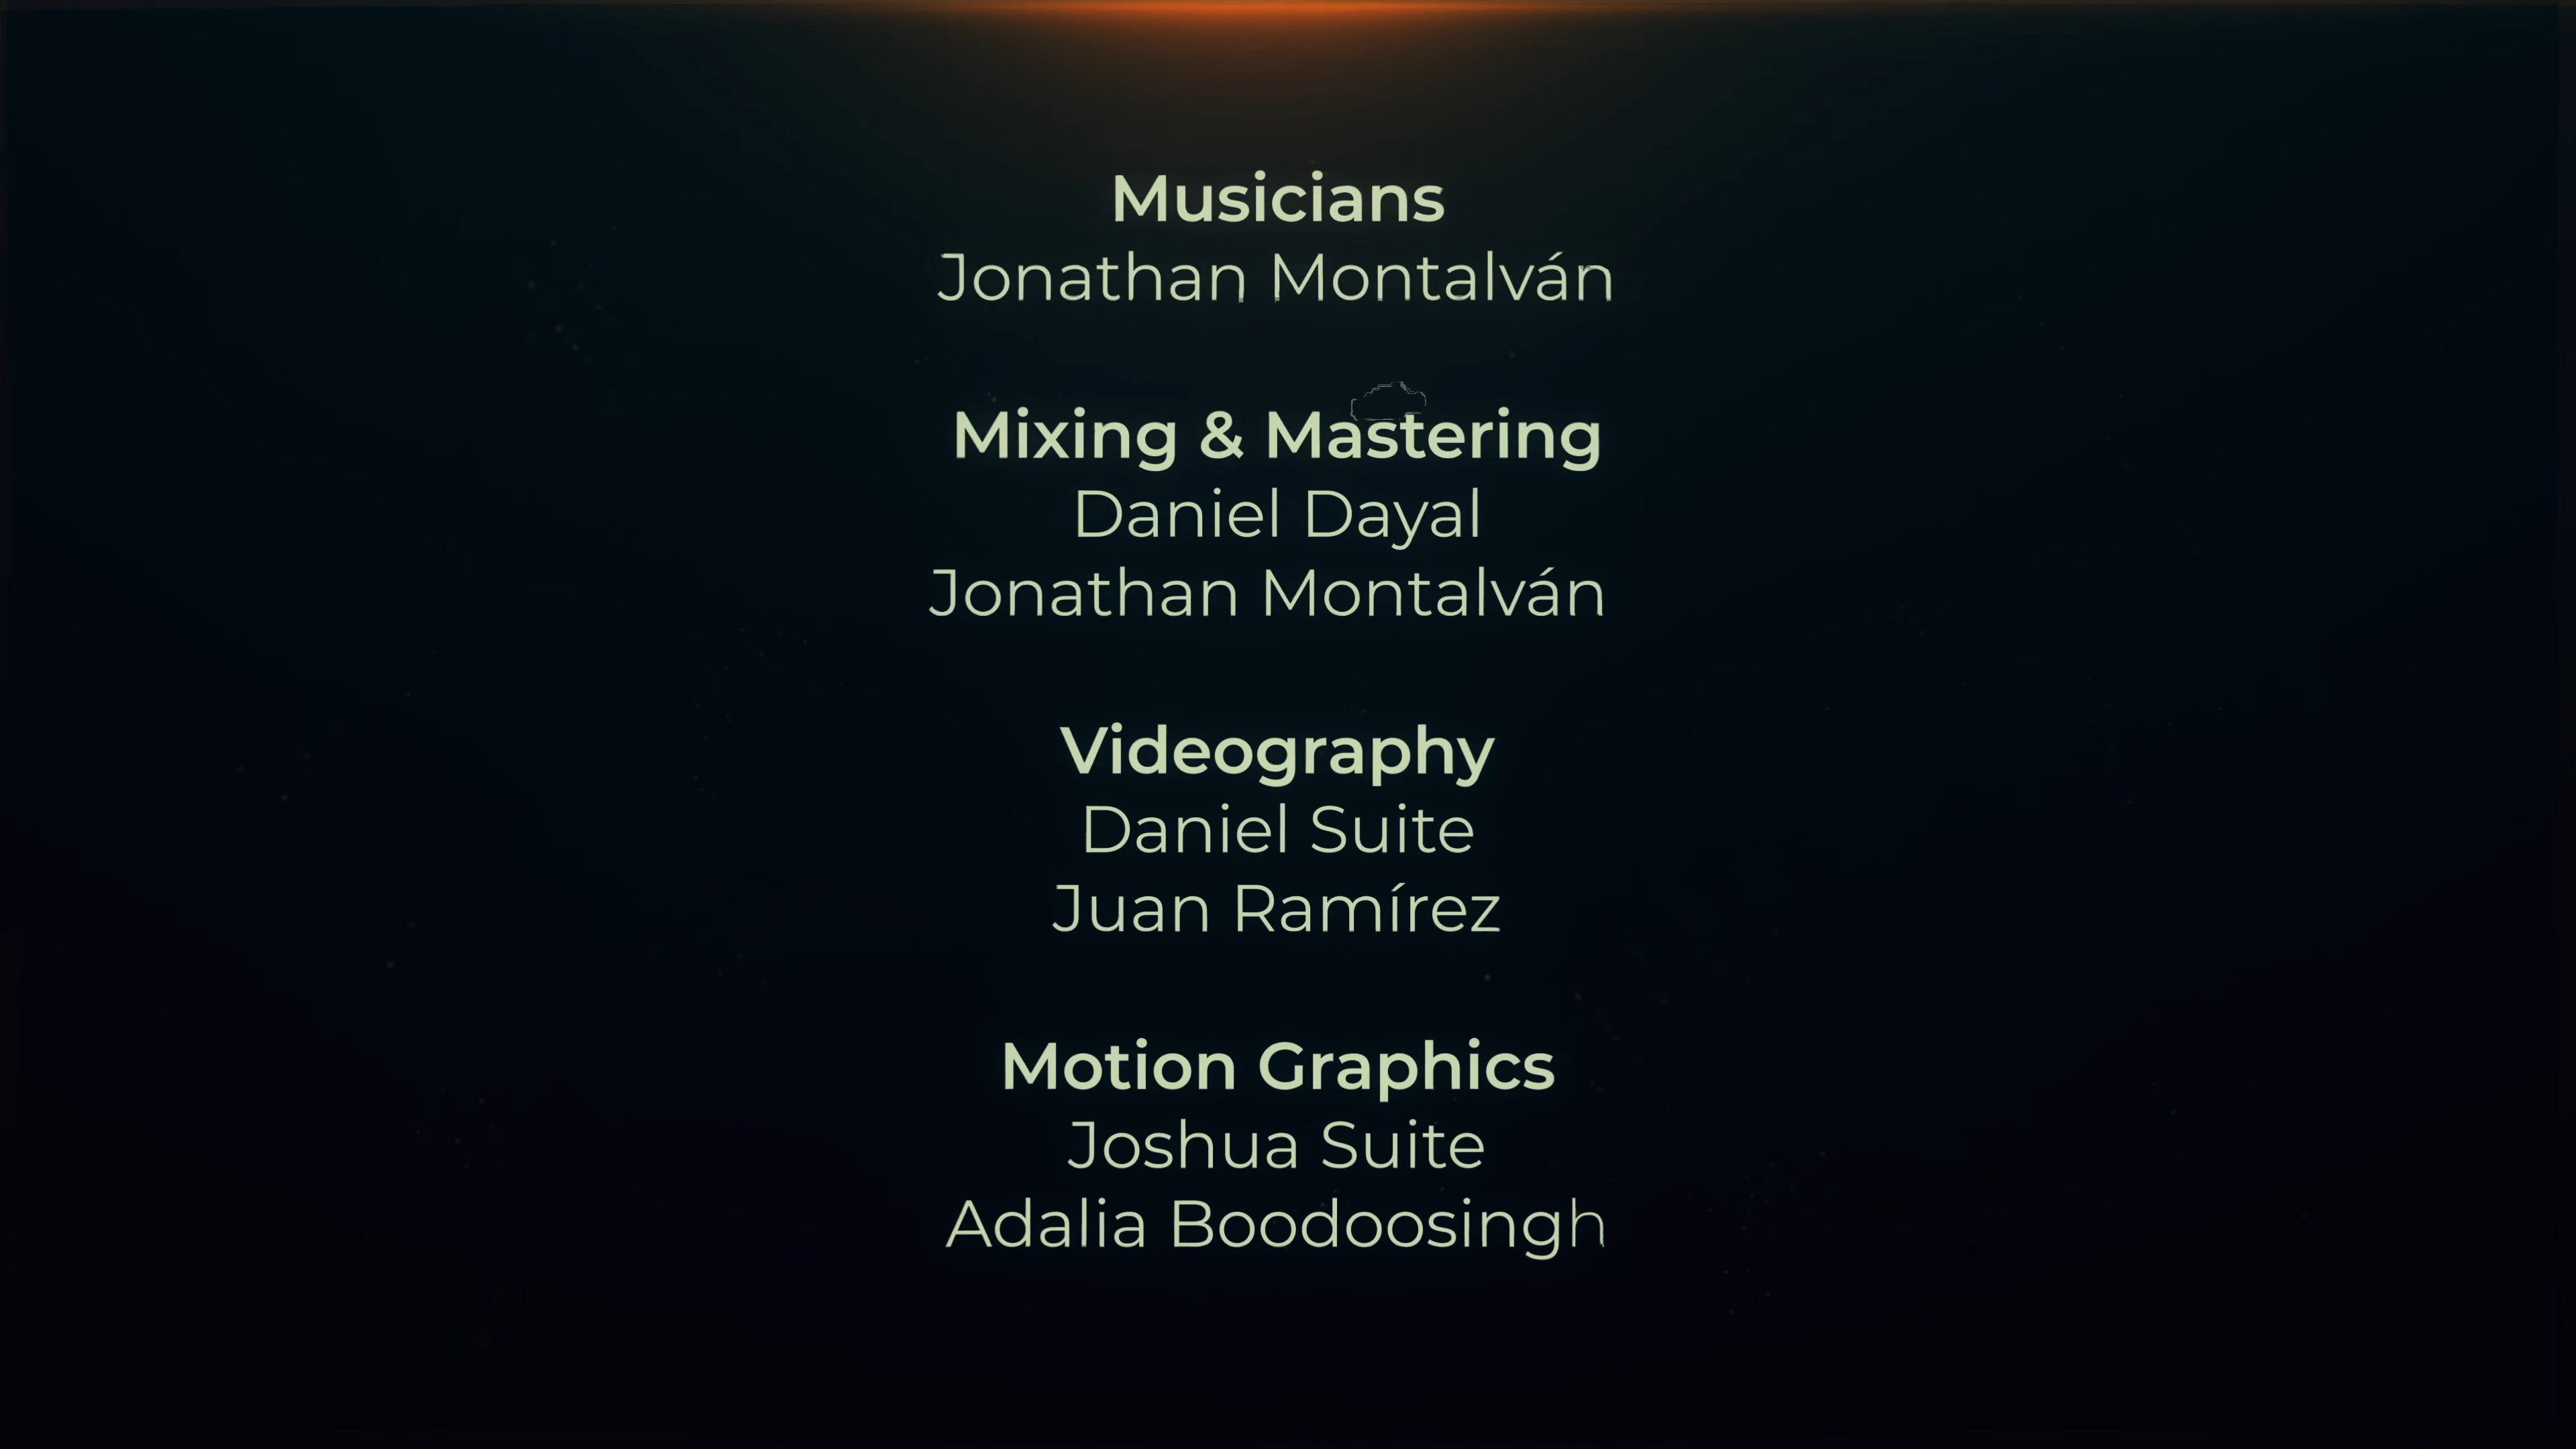 Musicians
Jonathan Montalván
Mixing & Mastering
Daniel Dayal
Jonathan Montalván
Videography
Daniel Suite
Juan Ramírez
Motion Graphics
Joshua Suite
Adalia Boodoosingh